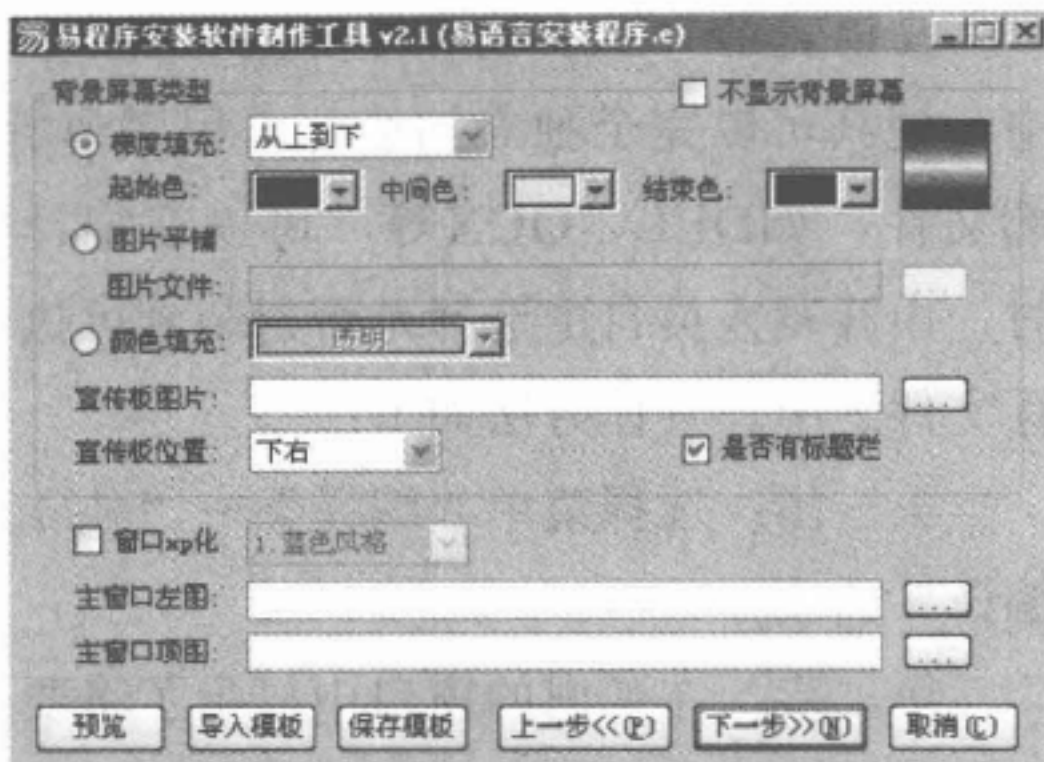 易程序安装软件制作工具 v2.1 (易语言安装程序.e)
背景屏幕类型 不显示背景屏幕
梯度填充: 从上到下
起始色: 中间色: 结束色:
图片平铺
图片文件: ...
颜色填充: 透明
宣传板图片: ...
宣传板位置: 下右 是否有标题栏
窗口xp化 1.蓝色风格
主窗口左图: ...
主窗口顶图: ...
预览 导入模板 保存模板 上一步<<(P) 下一步>>(N) 取消(C)